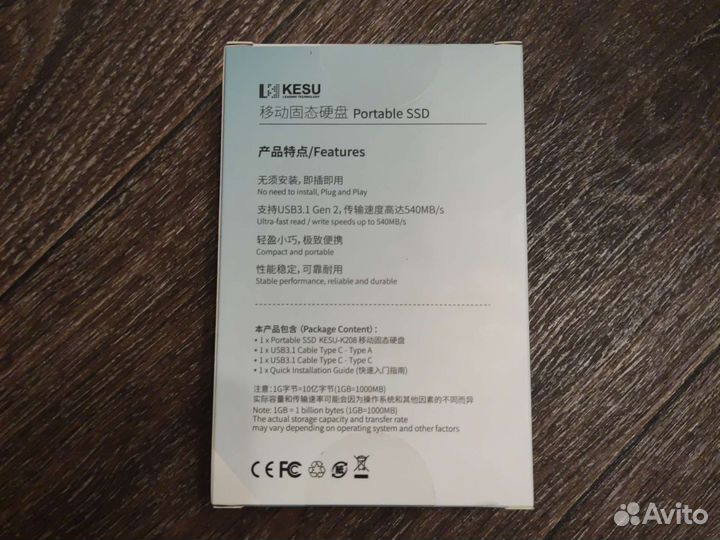 KESU
LEADING TECHNOLOGY
移动固态硬盘 Portable SSD
产品特点/Features
无须安装，即插即用
No need to install, Plug and Play
支持USB3.1 Gen 2，传输速度高达540MB/s
Ultra-fast read / write speeds up to 540MB/s
轻盈小巧，极致便携
Compact and portable
性能稳定，可靠耐用
Stable performance, reliable and durable
本产品包含（Package Content）：
• 1 x Portable SSD KESU-K208 移动固态硬盘
• 1 x USB3.1 Cable Type C - Type A
• 1 x USB3.1 Cable Type C - Type C
• 1 x Quick Installation Guide (快速入门指南)
注意：1G字节=10亿字节(1GB=1000MB)
实际容量和传输速率可能会因为操作系统和其他因素的不同而异
Note: 1GB = 1 billion bytes (1GB=1000MB)
The actual storage capacity and transfer rate
may vary depending on operating system and other factors
CE FC
Avito